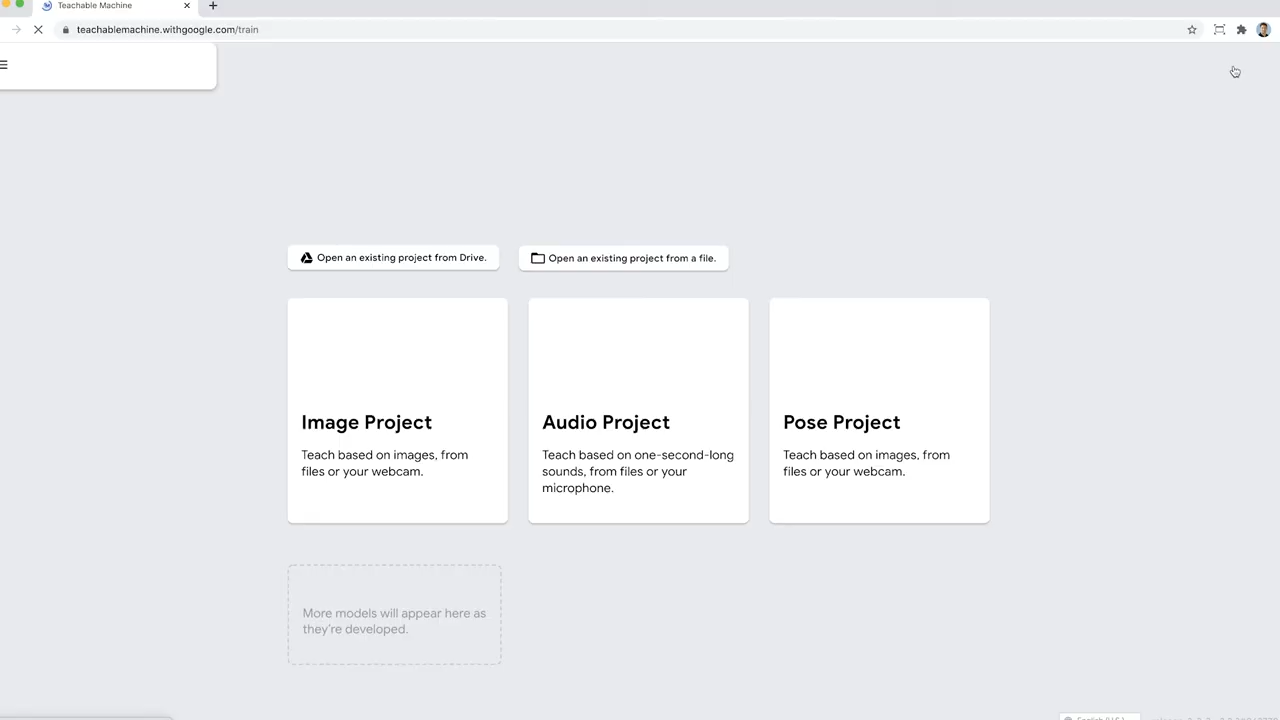 Teachable Machine
teachablemachine.withgoogle.com/train
Open an existing project from Drive.
Open an existing project from a file.
Image Project
Teach based on images, from
files or your webcam.
Audio Project
Teach based on one-second-long
sounds, from files or your
microphone.
Pose Project
Teach based on images, from
files or your webcam.
More models will appear here as
they're developed.
English (U.S.)